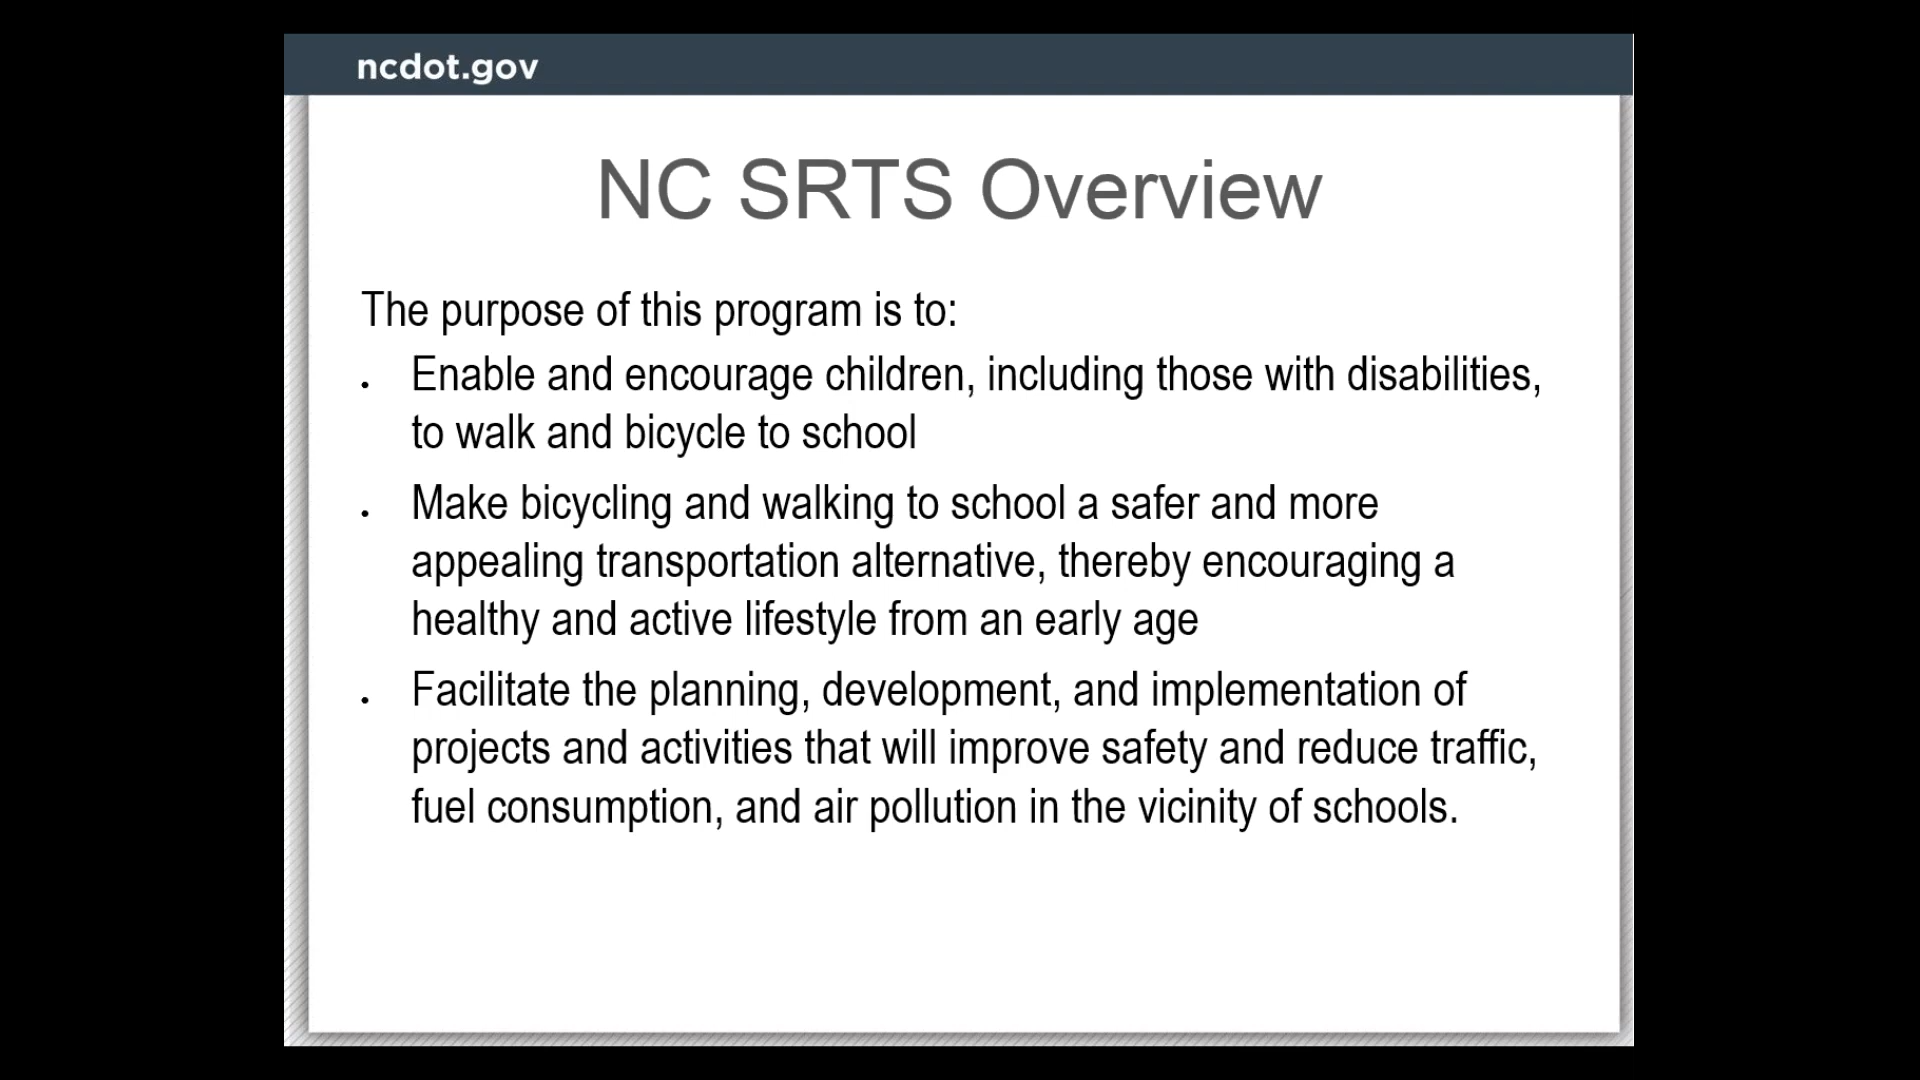 ncdot.gov
NC SRTS Overview
The purpose of this program is to:
• Enable and encourage children, including those with disabilities,
to walk and bicycle to school
• Make bicycling and walking to school a safer and more
appealing transportation alternative, thereby encouraging a
healthy and active lifestyle from an early age
• Facilitate the planning, development, and implementation of
projects and activities that will improve safety and reduce traffic,
fuel consumption, and air pollution in the vicinity of schools.